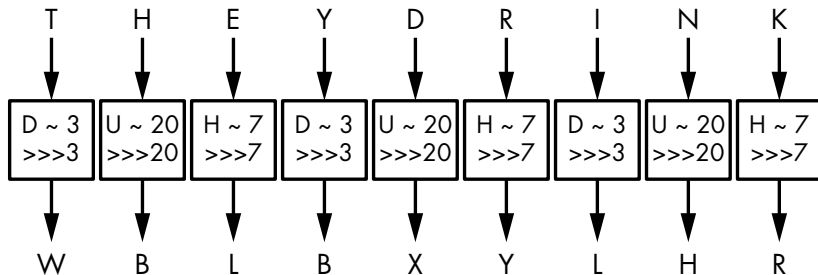 T H E Y D R I N K
D ~ 3 U ~ 20 H ~ 7 D ~ 3 U ~ 20 H ~ 7 D ~ 3 U ~ 20 H ~ 7
>>>3 >>>20 >>>7 >>>3 >>>20 >>>7 >>>3 >>>20 >>>7
W B L B X Y L H R